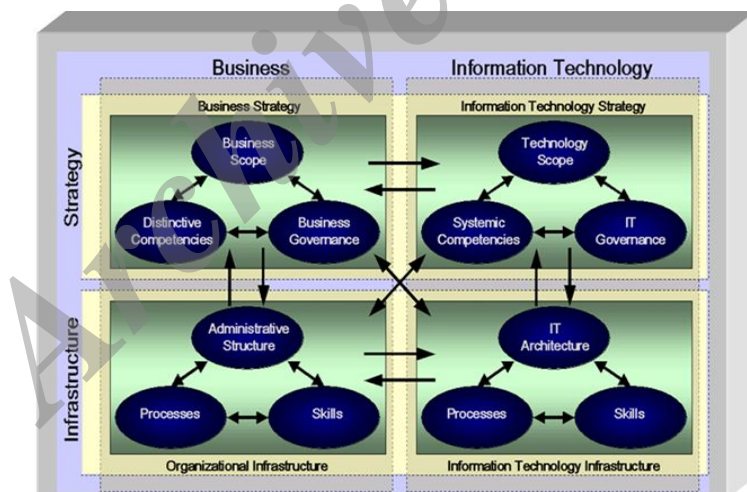 Business
Information Technology
Business Strategy
Information Technology Strategy
Strategy
Business
Scope
Distinctive
Competencies
Business
Governance
Technology
Scope
Systemic
Competencies
IT
Governance
Infrastructure
Administrative
Structure
Processes
Skills
IT
Architecture
Processes
Skills
Organizational Infrastructure
Information Technology Infrastructure
Archive